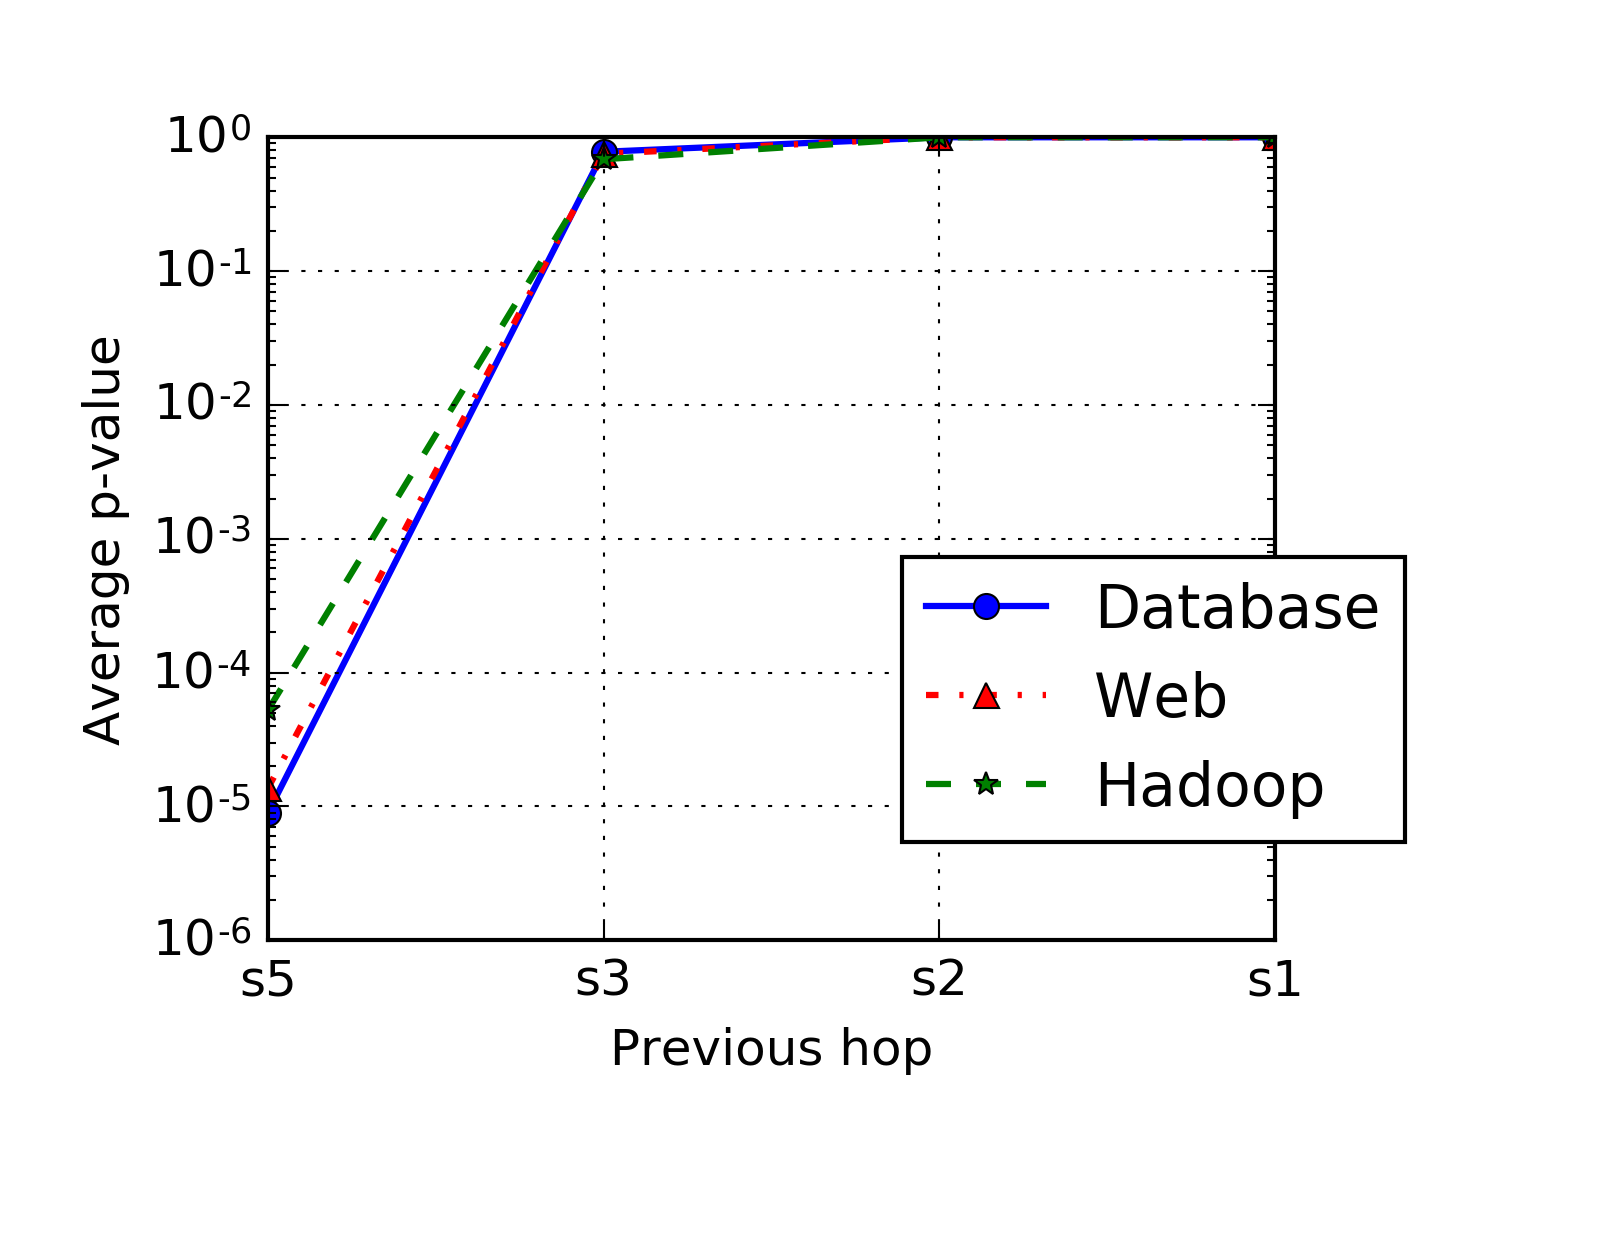 10^0
10^-1
10^-2
10^-3
10^-4
10^-5
10^-6
Average p-value
s5 s3 s2 s1
Previous hop
Database
Web
Hadoop